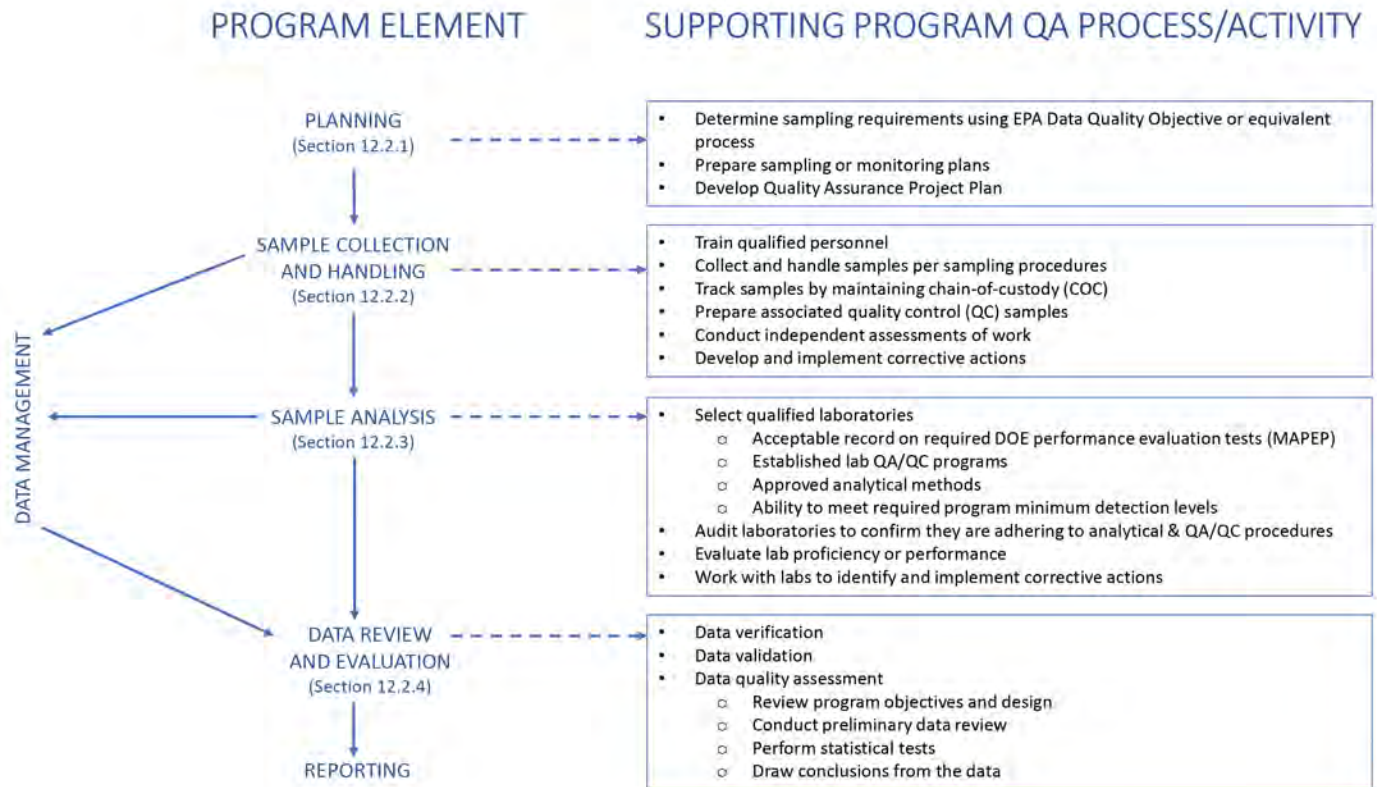 PROGRAM ELEMENT
SUPPORTING PROGRAM QA PROCESS/ACTIVITY
PLANNING
(Section 12.2.1)
• Determine sampling requirements using EPA Data Quality Objective or equivalent
process
• Prepare sampling or monitoring plans
• Develop Quality Assurance Project Plan
SAMPLE COLLECTION
AND HANDLING
(Section 12.2.2)
• Train qualified personnel
• Collect and handle samples per sampling procedures
• Track samples by maintaining chain-of-custody (COC)
• Prepare associated quality control (QC) samples
• Conduct independent assessments of work
• Develop and implement corrective actions
DATA MANAGEMENT
SAMPLE ANALYSIS
(Section 12.2.3)
• Select qualified laboratories
o Acceptable record on required DOE performance evaluation tests (MAPEP)
o Established lab QA/QC programs
o Approved analytical methods
o Ability to meet required program minimum detection levels
• Audit laboratories to confirm they are adhering to analytical & QA/QC procedures
• Evaluate lab proficiency or performance
• Work with labs to identify and implement corrective actions
DATA REVIEW
AND EVALUATION
(Section 12.2.4)
• Data verification
• Data validation
• Data quality assessment
o Review program objectives and design
o Conduct preliminary data review
o Perform statistical tests
o Draw conclusions from the data
REPORTING